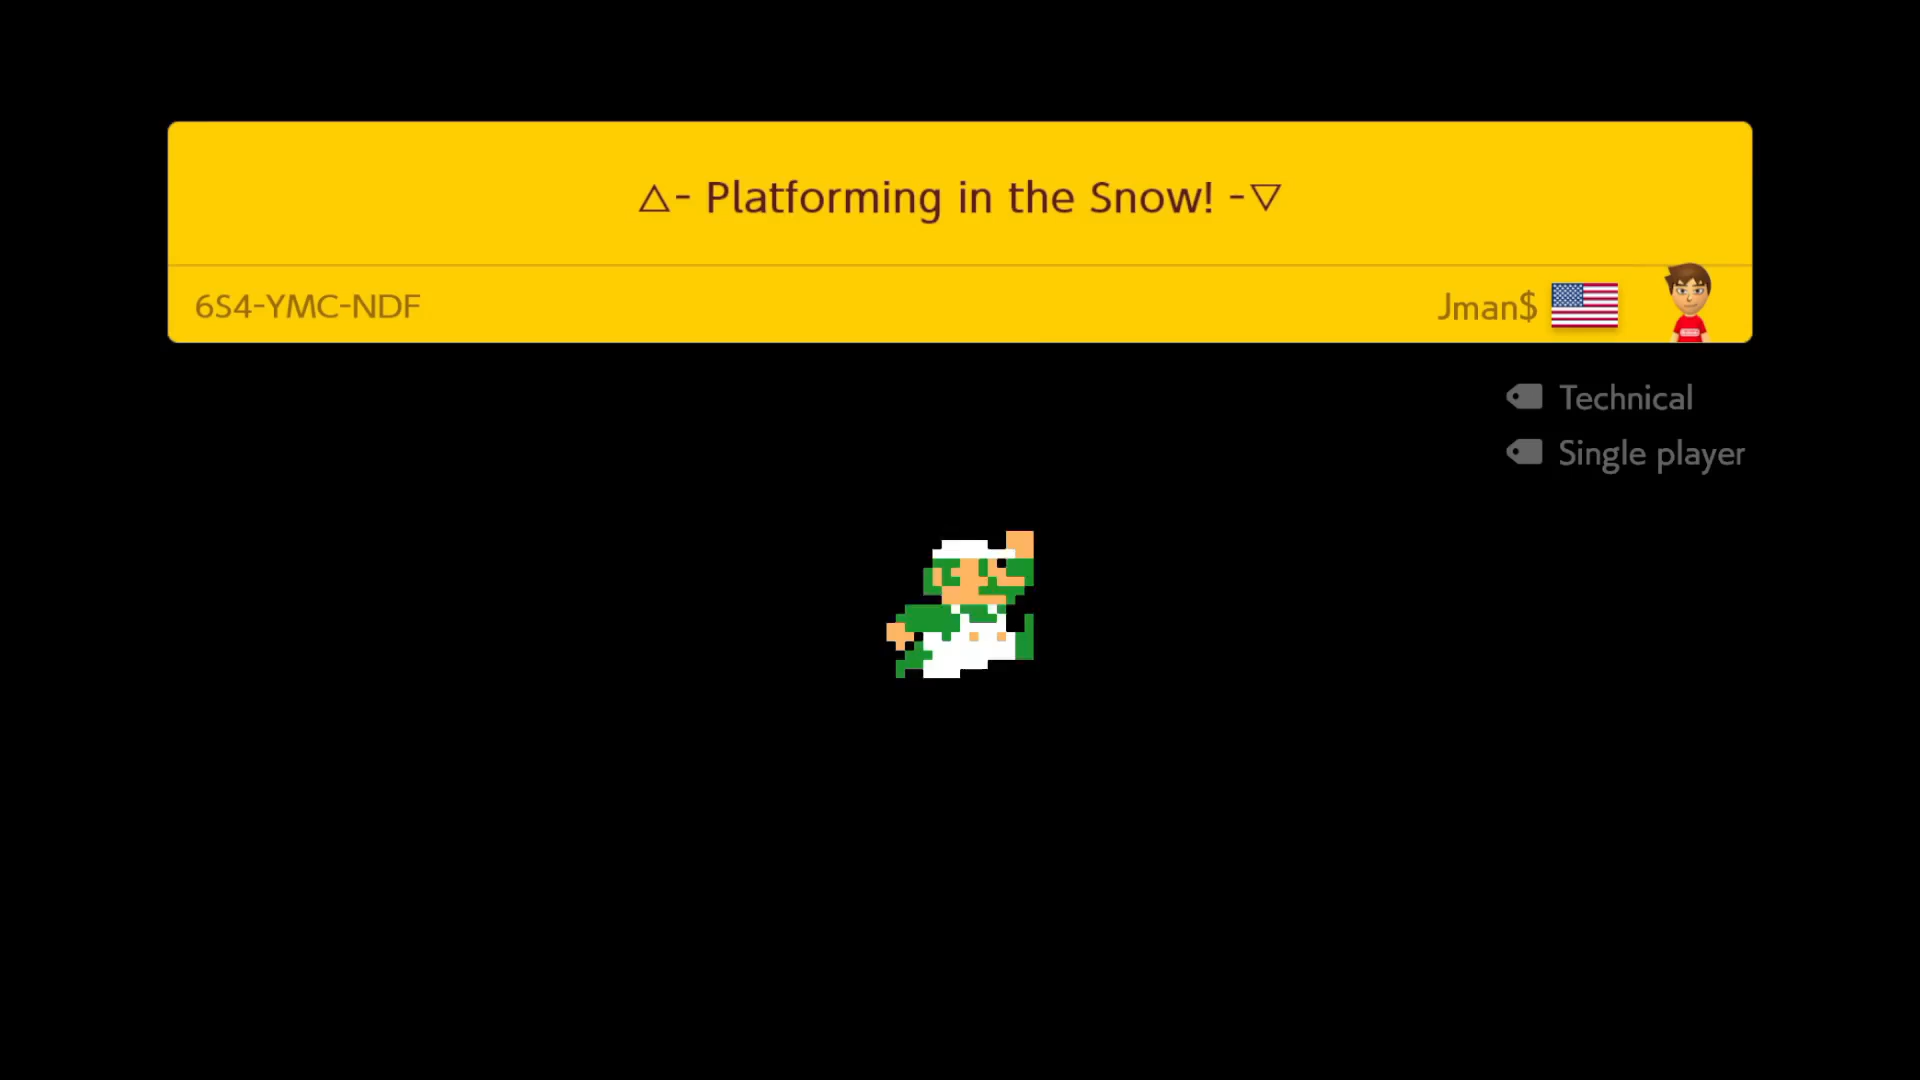 △- Platforming in the Snow! -▽
6S4-YMC-NDF
Jman$
Technical
Single player